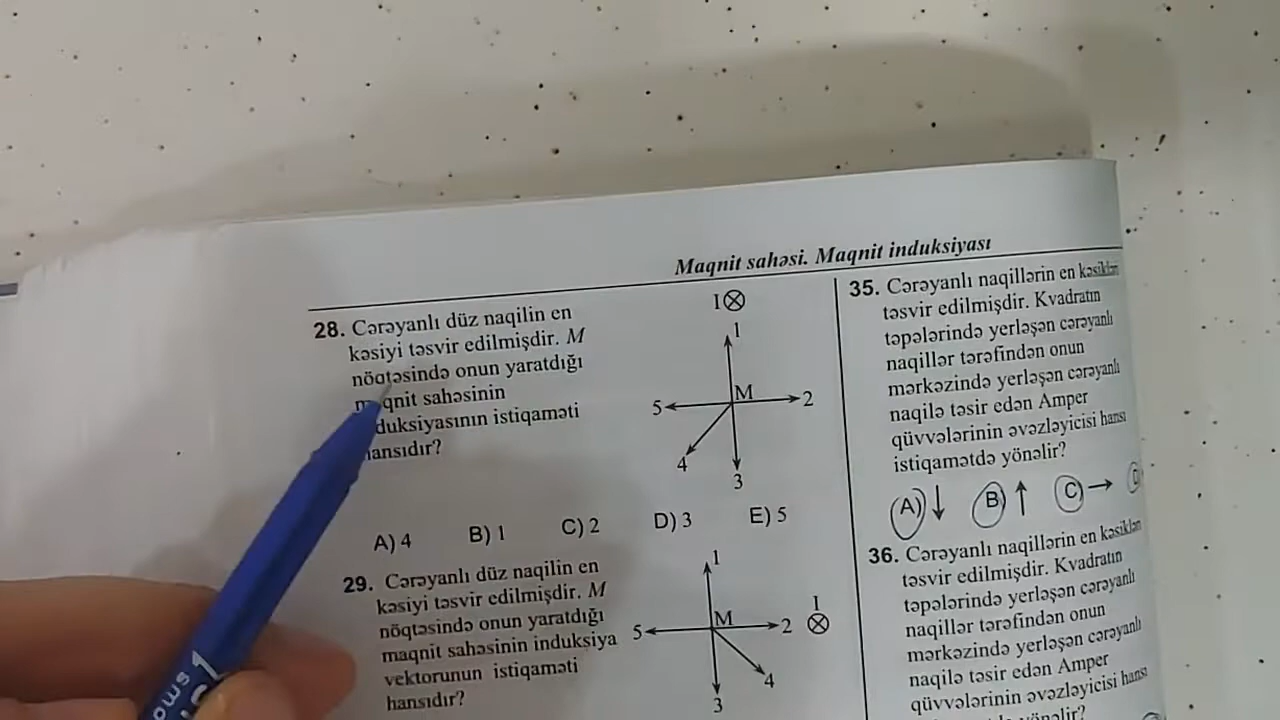 Maqnit sahəsi. Maqnit induksiyası
28. Cərəyanlı düz naqilin en
kəsiyi təsvir edilmişdir. M
nöqtəsində onun yaratdığı
sahəsinin
istiqaməti
I
1
M
5
2
4
3
A) 4 B) 1 C) 2 D) 3 E) 5
29. Cərəyanlı düz naqilin en
kəsiyi təsvir edilmişdir. M
nöqtəsində onun yaratdığı
maqnit sahəsinin induksiya
vektorunun istiqaməti
hansıdır?
1
I
M
5
2
4
3
35. Cərəyanlı naqillərin en kəsikləri
təsvir edilmişdir. Kvadratın
təpələrində yerləşən cərəyanlı
naqillər tərəfindən onun
mərkəzində yerləşən cərəyanlı
naqilə təsir edən Amper
qüvvələrinin əvəzləyicisi hansı
istiqamətdə yönəlir?
A) ↓ B) ↑ C) → D
36. Cərəyanlı naqillərin en kəsikləri
təsvir edilmişdir. Kvadratın
təpələrində yerləşən cərəyanlı
naqillər tərəfindən onun
mərkəzində yerləşən cərəyanlı
naqilə təsir edən Amper
qüvvələrinin əvəzləyicisi hansı